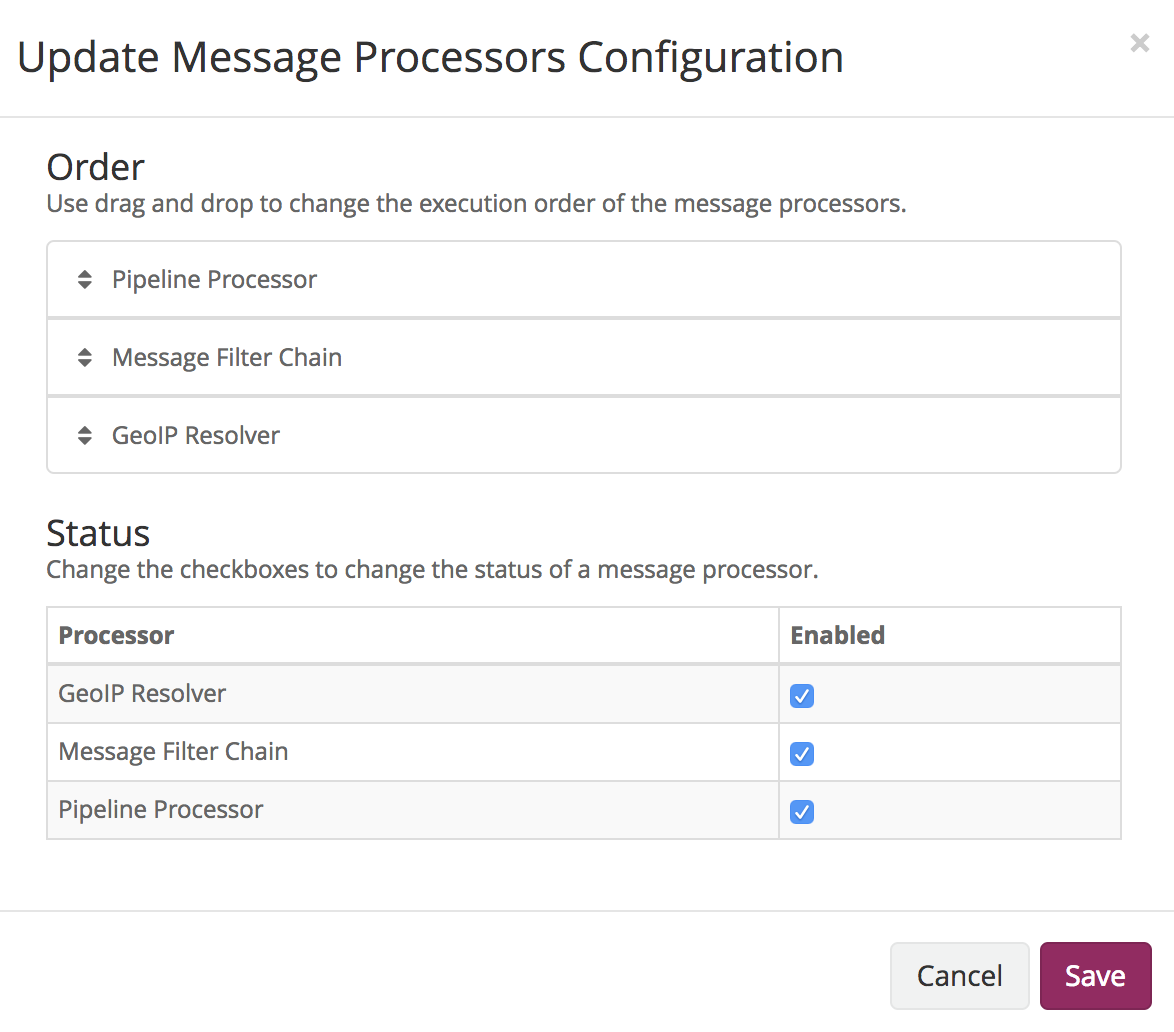 Update Message Processors Configuration
×
Order
Use drag and drop to change the execution order of the message processors.
Pipeline Processor
Message Filter Chain
GeoIP Resolver
Status
Change the checkboxes to change the status of a message processor.
Processor Enabled
GeoIP Resolver
Message Filter Chain
Pipeline Processor
Cancel Save